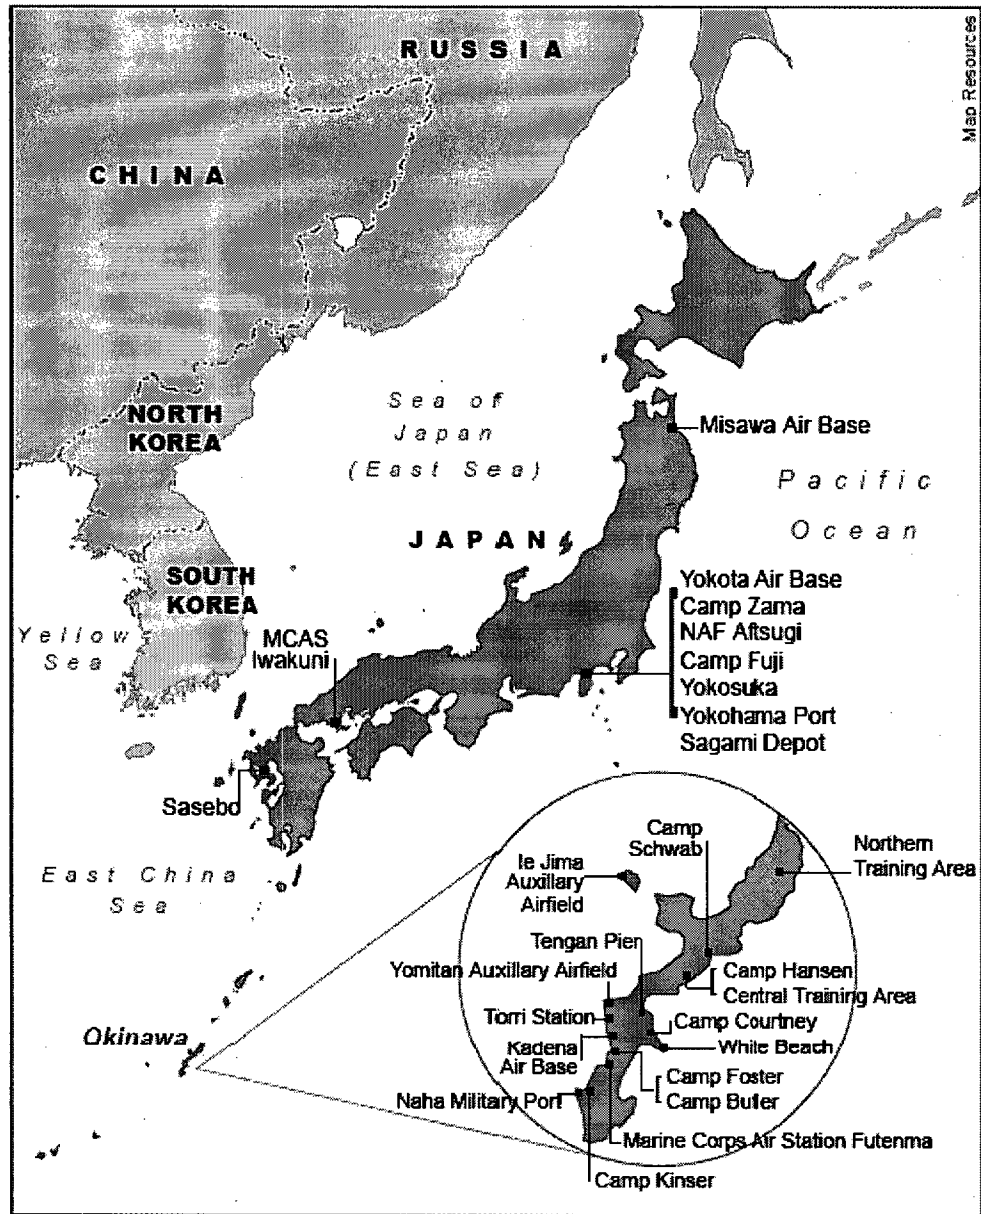 RUSSIA
Map Resources
CHINA
NORTH
KOREA
Sea of
Japan
(East Sea)
Misawa Air Base
Pacific
Ocean
JAPAN
SOUTH
KOREA
Yokota Air Base
Camp Zama
NAF Aftsugi
Camp Fuji
Yokosuka
Yokohama Port
Sagami Depot
Yellow
Sea
MCAS
Iwakuni
Sasebo
East China
Sea
Camp
Schwab
Northern
Training Area
Ie Jima
Auxillary
Airfield
Tengan Pier
Yomitan Auxillary Airfield
Camp Hansen
Central Training Area
Torri Station
Camp Courtney
Okinawa
Kadena
Air Base
White Beach
Camp Foster
Camp Butler
Naha Military Port
Marine Corps Air Station Futenma
Camp Kinser